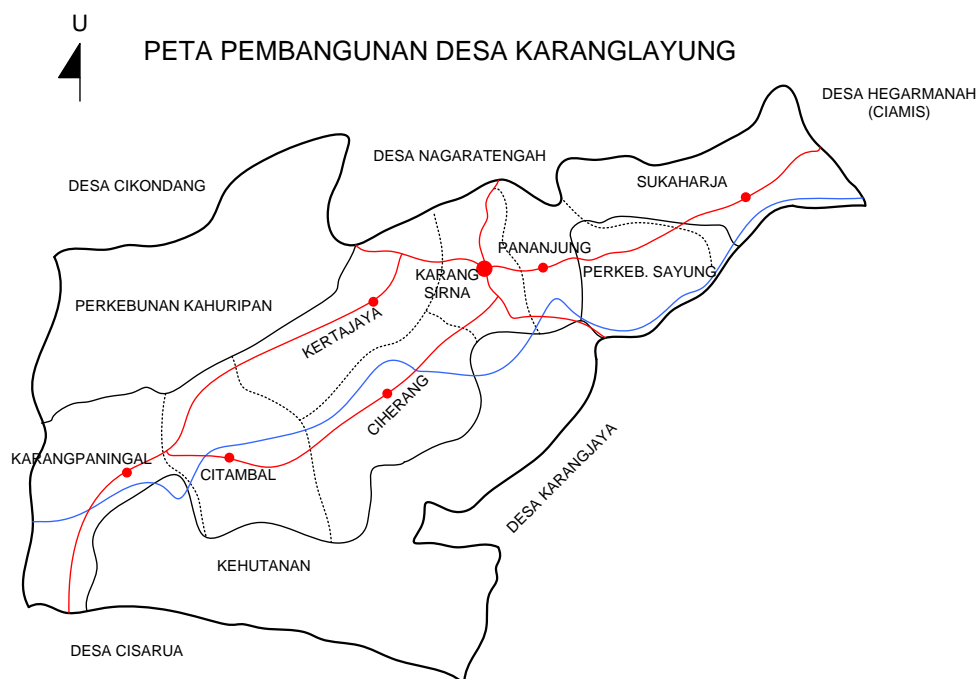 U
PETA PEMBANGUNAN DESA KARANGLAYUNG
DESA HEGARMANAH
(CIAMIS)
DESA NAGARATENGAH
DESA CIKONDANG
SUKAHARJA
PANANJUNG
KARANG
SIRNA
PERKEB. SAYUNG
PERKEBUNAN KAHURIPAN
KERTAJAYA
CIHERANG
KARANGPANINGAL
CITAMBAL
DESA KARANGJAYA
KEHUTANAN
DESA CISARUA